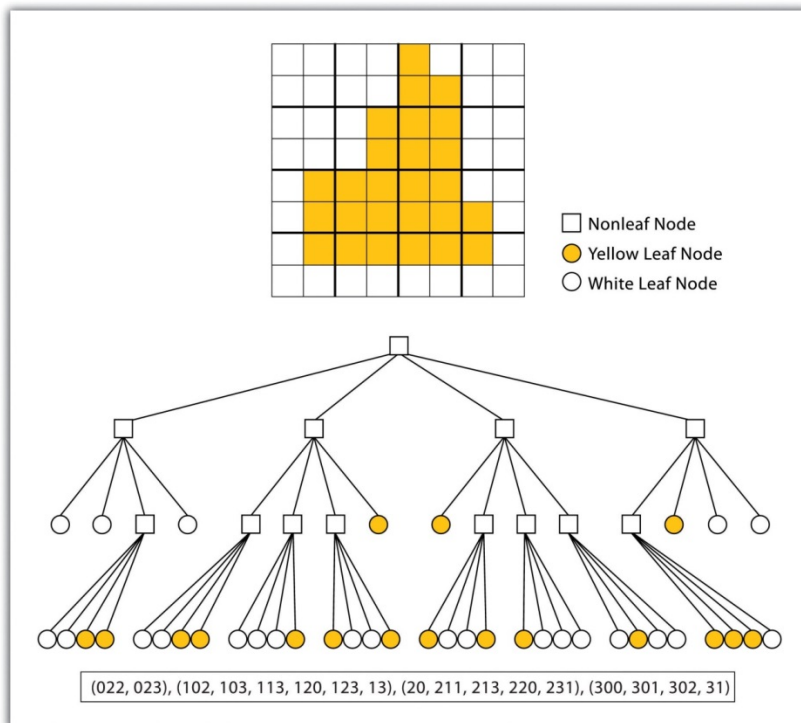 Nonleaf Node
Yellow Leaf Node
White Leaf Node
(022, 023), (102, 103, 113, 120, 123, 13), (20, 211, 213, 220, 231), (300, 301, 302, 31)